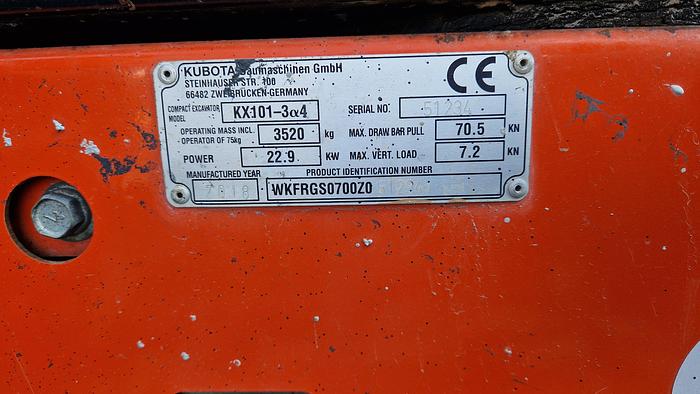 KUBOTA Baumaschinen GmbH
STEINHAUSER STR. 100
66482 ZWEIBRÜCKEN-GERMANY
CE
COMPACT EXCAVATOR MODEL KX101-3α4 SERIAL NO. 51234
OPERATING MASS INCL. OPERATOR OF 75kg 3520 kg MAX. DRAW BAR PULL 70.5 KN
POWER 22.9 KW MAX. VERT. LOAD 7.2 KN
MANUFACTURED YEAR PRODUCT IDENTIFICATION NUMBER
2018 WKFRGS0700Z0